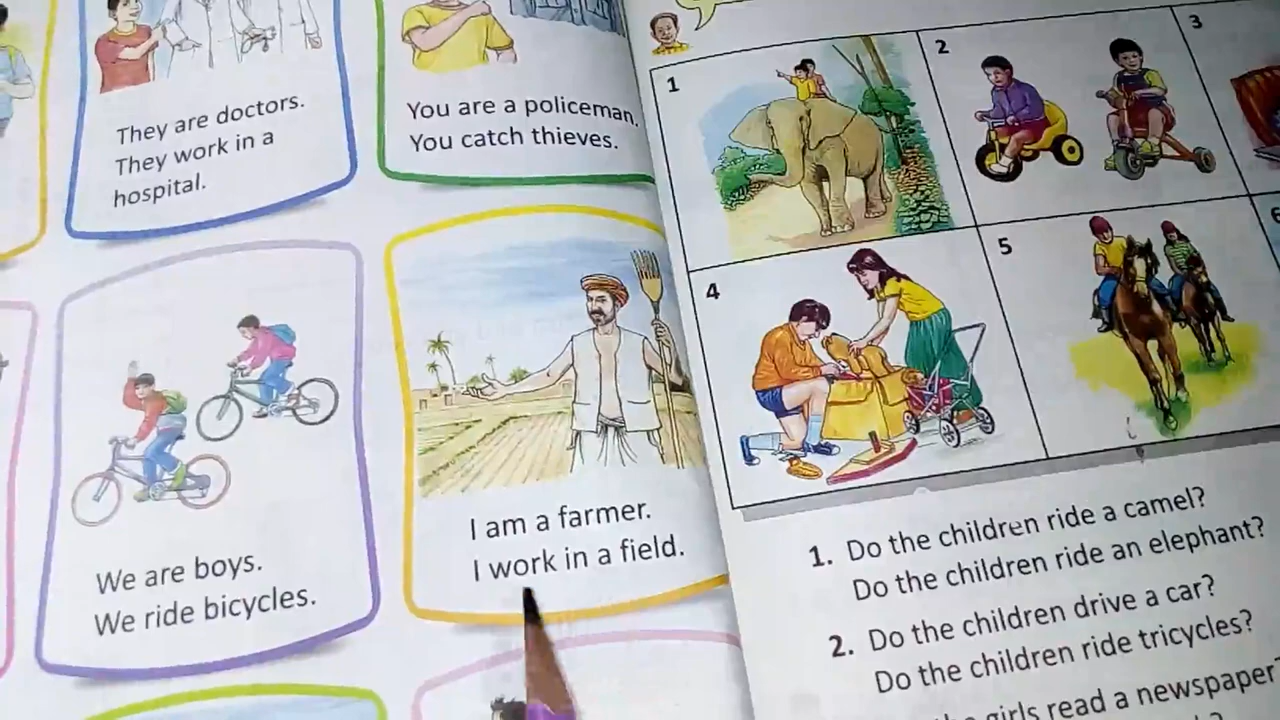 They are doctors.
They work in a
hospital.
You are a policeman.
You catch thieves.
We are boys.
We ride bicycles.
I am a farmer.
I work in a field.
1
2
3
4
5
1. Do the children ride a camel?
Do the children ride an elephant?
2. Do the children drive a car?
Do the children ride tricycles?
girls read a newspaper?